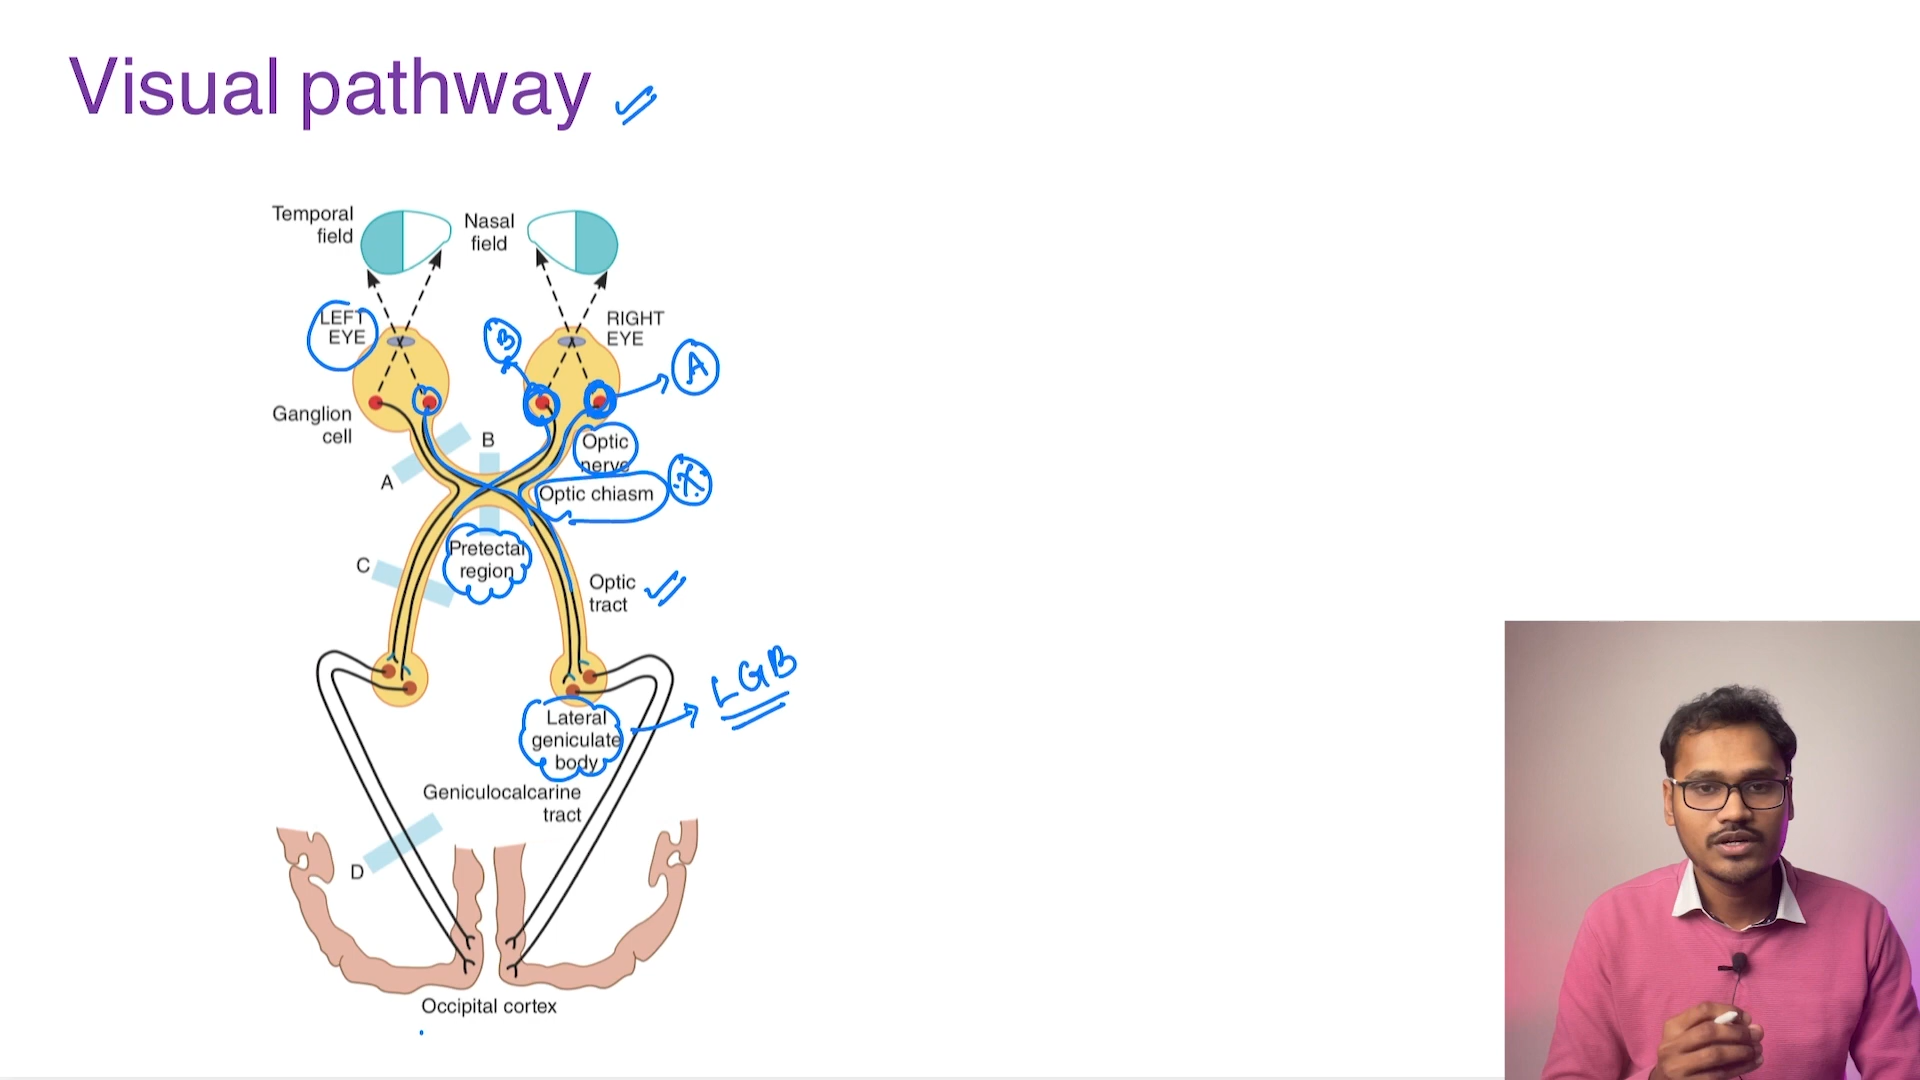 Visual pathway
Temporal
field
Nasal
field
LEFT
EYE
RIGHT
EYE
B
A
Ganglion
cell
B
A
Optic
nerve
Optic chiasm
X
Pretectal
region
C
Optic
tract
LGB
Lateral
geniculate
body
Geniculocalcarine
tract
D
Occipital cortex